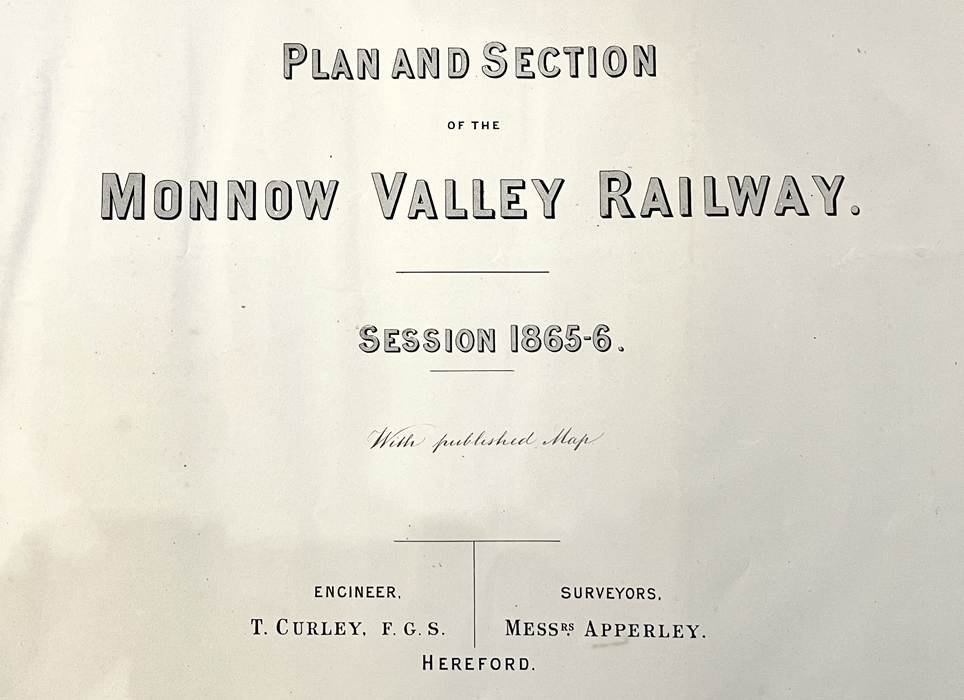 PLAN AND SECTION
OF THE
MONNOW VALLEY RAILWAY.
SESSION 1865-6.
With published Map
ENGINEER, SURVEYORS,
T. CURLEY, F. G. S. MESSRS. APPERLEY.
HEREFORD.